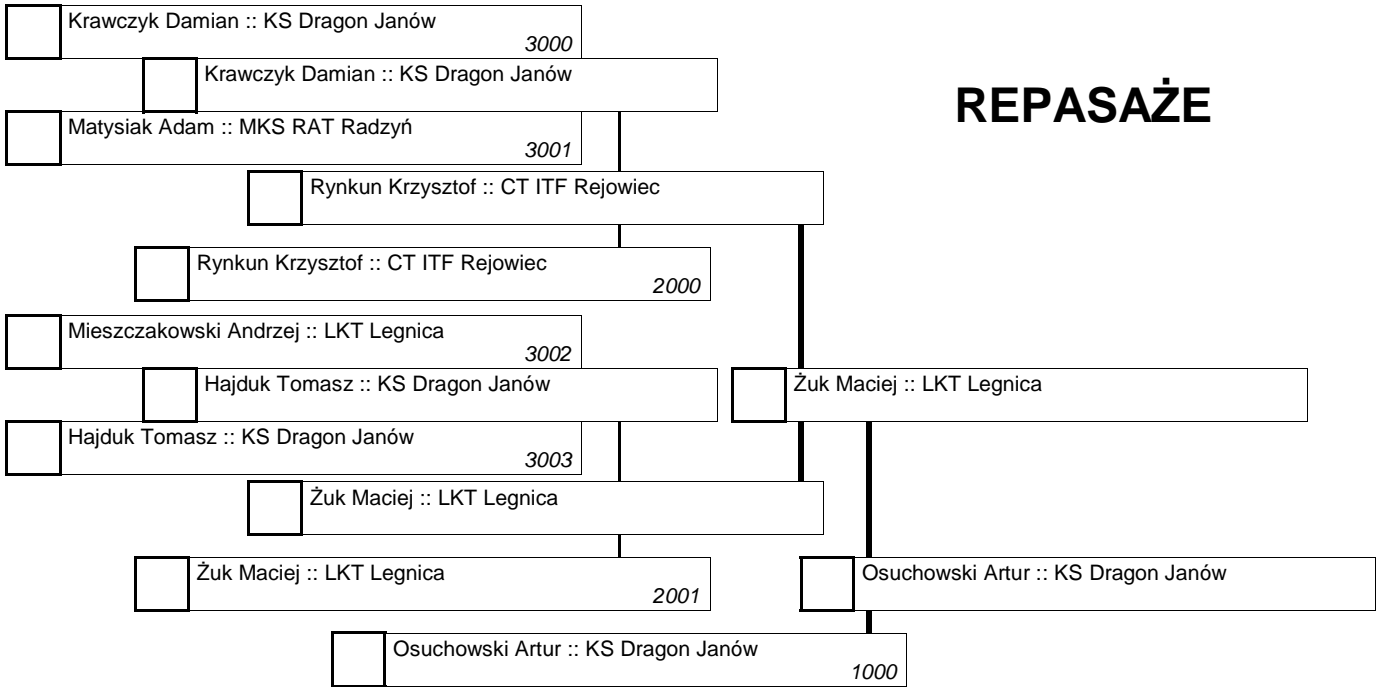 Krawczyk Damian :: KS Dragon Janów
3000
Krawczyk Damian :: KS Dragon Janów
REPASAŻE
Matysiak Adam :: MKS RAT Radzyń
3001
Rynkun Krzysztof :: CT ITF Rejowiec
Rynkun Krzysztof :: CT ITF Rejowiec
2000
Mieszczakowski Andrzej :: LKT Legnica
3002
Hajduk Tomasz :: KS Dragon Janów
Żuk Maciej :: LKT Legnica
Hajduk Tomasz :: KS Dragon Janów
3003
Żuk Maciej :: LKT Legnica
Żuk Maciej :: LKT Legnica
2001
Osuchowski Artur :: KS Dragon Janów
Osuchowski Artur :: KS Dragon Janów
1000